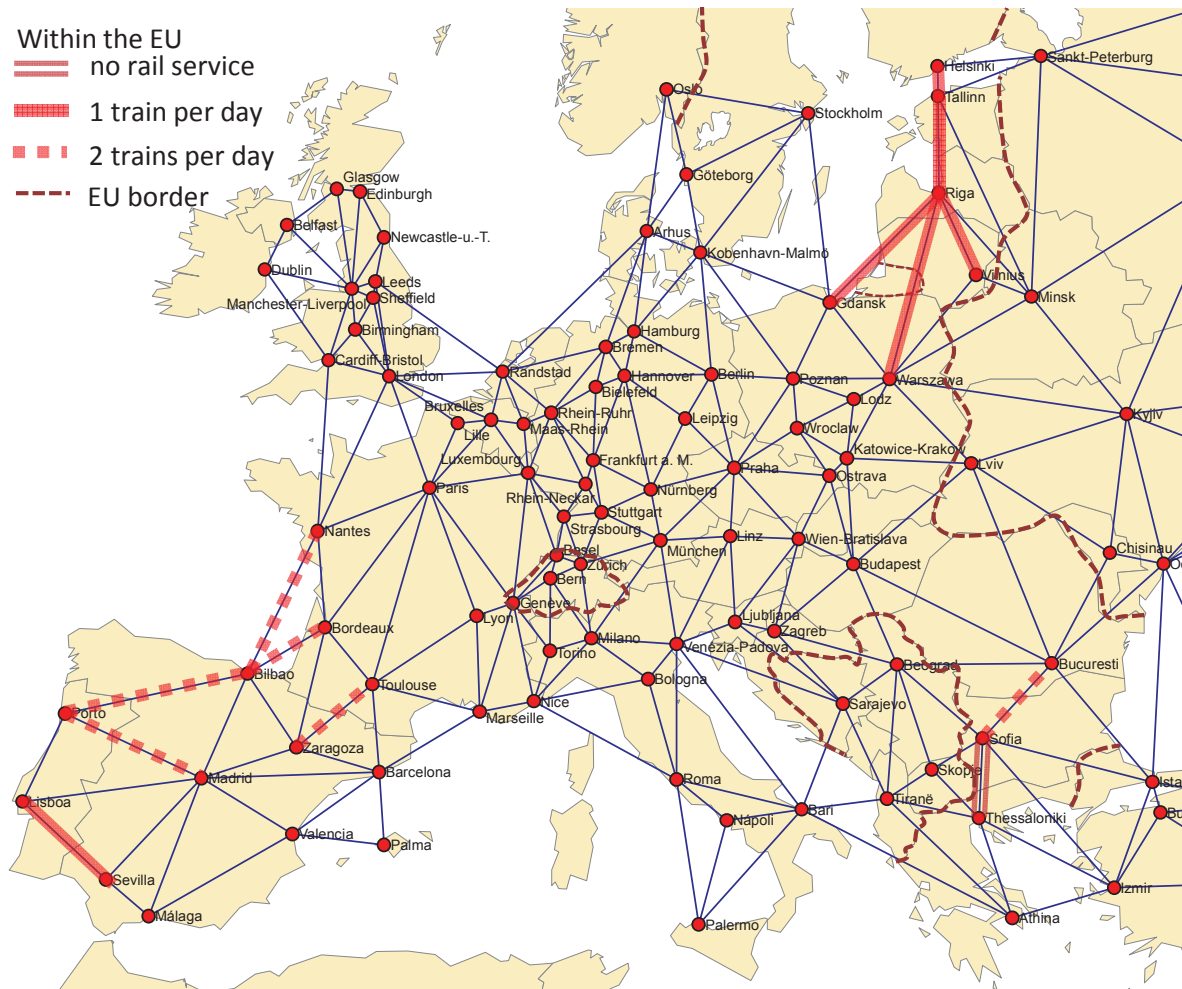 Within the EU
no rail service
1 train per day
2 trains per day
EU border
Helsinki
Sankt-Peterburg
Tallinn
Oslo
Stockholm
Glasgow
Edinburgh
Göteborg
Riga
Belfast
Newcastle-u.-T.
Arhus
Kobenhavn-Malmö
Dublin
Leeds
Vilnius
Manchester-Liverpool
Sheffield
Gdansk
Minsk
Birmingham
Hamburg
Bremen
Cardiff-Bristol
London
Randstad
Hannover
Berlin
Poznan
Warszawa
Bielefeld
Lodz
Bruxelles
Rhein-Ruhr
Leipzig
Kyjiv
Lille
Maas-Rhein
Wroclaw
Luxembourg
Frankfurt a. M.
Katowice-Krakow
Lviv
Praha
Ostrava
Paris
Rhein-Neckar
Nürnberg
Stuttgart
Strasbourg
Nantes
Linz
Wien-Bratislava
München
Chisinau
Basel
Zürich
Budapest
Od
Bern
Genève
Lyon
Ljubljana
Zagreb
Bordeaux
Milano
Venezia-Padova
Torino
Beograd
Bucuresti
Bilbao
Toulouse
Bologna
Nice
Sarajevo
Porto
Marseille
Zaragoza
Sofia
Skopje
Madrid
Barcelona
Roma
Ista
Lisboa
Tiranë
Bari
Thessaloniki
Bu
Napoli
Valencia
Palma
Sevilla
Izmir
Málaga
Palermo
Athina